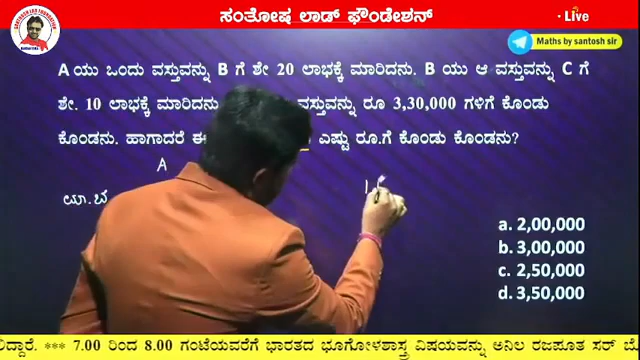 ಸಂತೋಷ ಲಾಡ್ ಫೌಂಡೇಶನ್
Live
Maths by santosh sir
A ಯು ಒಂದು ವಸ್ತುವನ್ನು B ಗೆ ಶೇ 20 ಲಾಭಕ್ಕೆ ಮಾರಿದನು. B ಯು ಆ ವಸ್ತುವನ್ನು C ಗೆ
ಶೇ. 10 ಲಾಭಕ್ಕೆ ಮಾರಿದನು ವಸ್ತುವನ್ನು ರೂ 3,30,000 ಗಳಿಗೆ ಕೊಂಡು
ಕೊಂಡನು. ಹಾಗಾದರೆ ಎಷ್ಟು ರೂ.ಗೆ ಕೊಂಡು ಕೊಂಡನು?
A
a. 2,00,000
b. 3,00,000
c. 2,50,000
d. 3,50,000
*** 7.00 ರಿಂದ 8.00 ಗಂಟೆಯವರೆಗೆ ಭಾರತದ ಭೂಗೋಳಶಾಸ್ತ್ರ ವಿಷಯವನ್ನು ಅನಿಲ ರಜಪೂತ ಸರ್